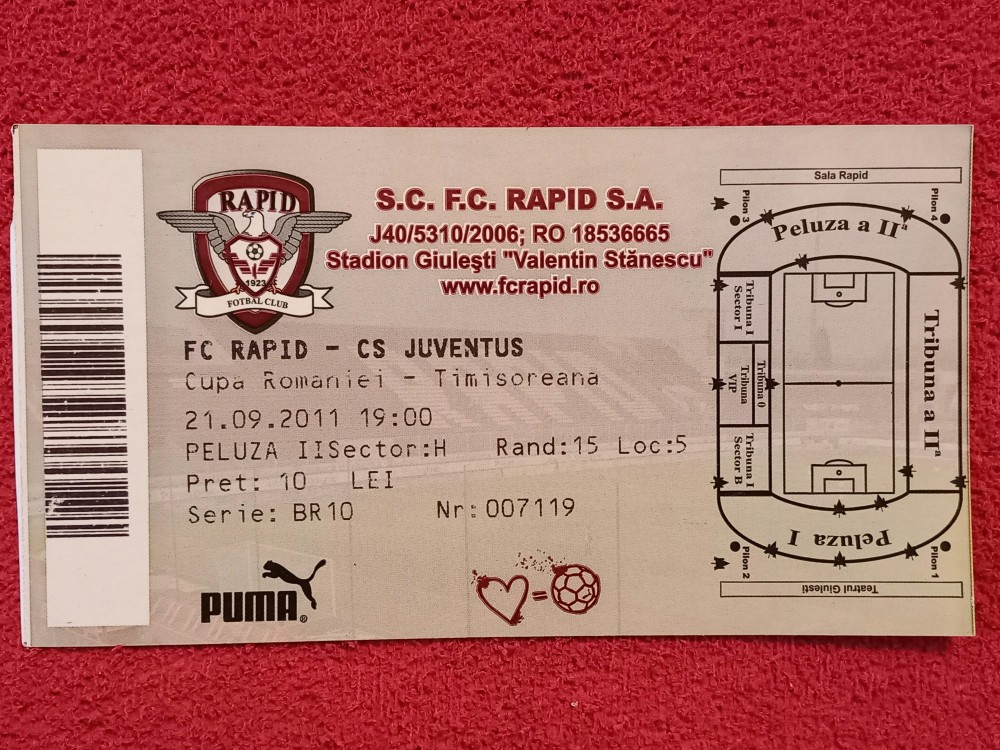 RAPID
1923
FOTBAL CLUB
S.C. F.C. RAPID S.A.
J40/5310/2006; RO 18536665
Stadion Giuleşti "Valentin Stănescu"
www.fcrapid.ro
FC RAPID - CS JUVENTUS
Cupa Romaniei - Timisoreana
21.09.2011 19:00
PELUZA IISector:H Rand:15 Loc:5
Pret: 10 LEI
Serie: BR10 Nr:007119
PUMA®
=
Sala Rapid
Pilon 3
Pilon 4
Peluza a IIª
Tribuna I
Sector I
Tribuna
VIP
Tribuna 0
Tribuna I
Sector B
Tribuna a IIª
Peluza I
Pilon 2
Pilon 1
Teatrul Giulesti